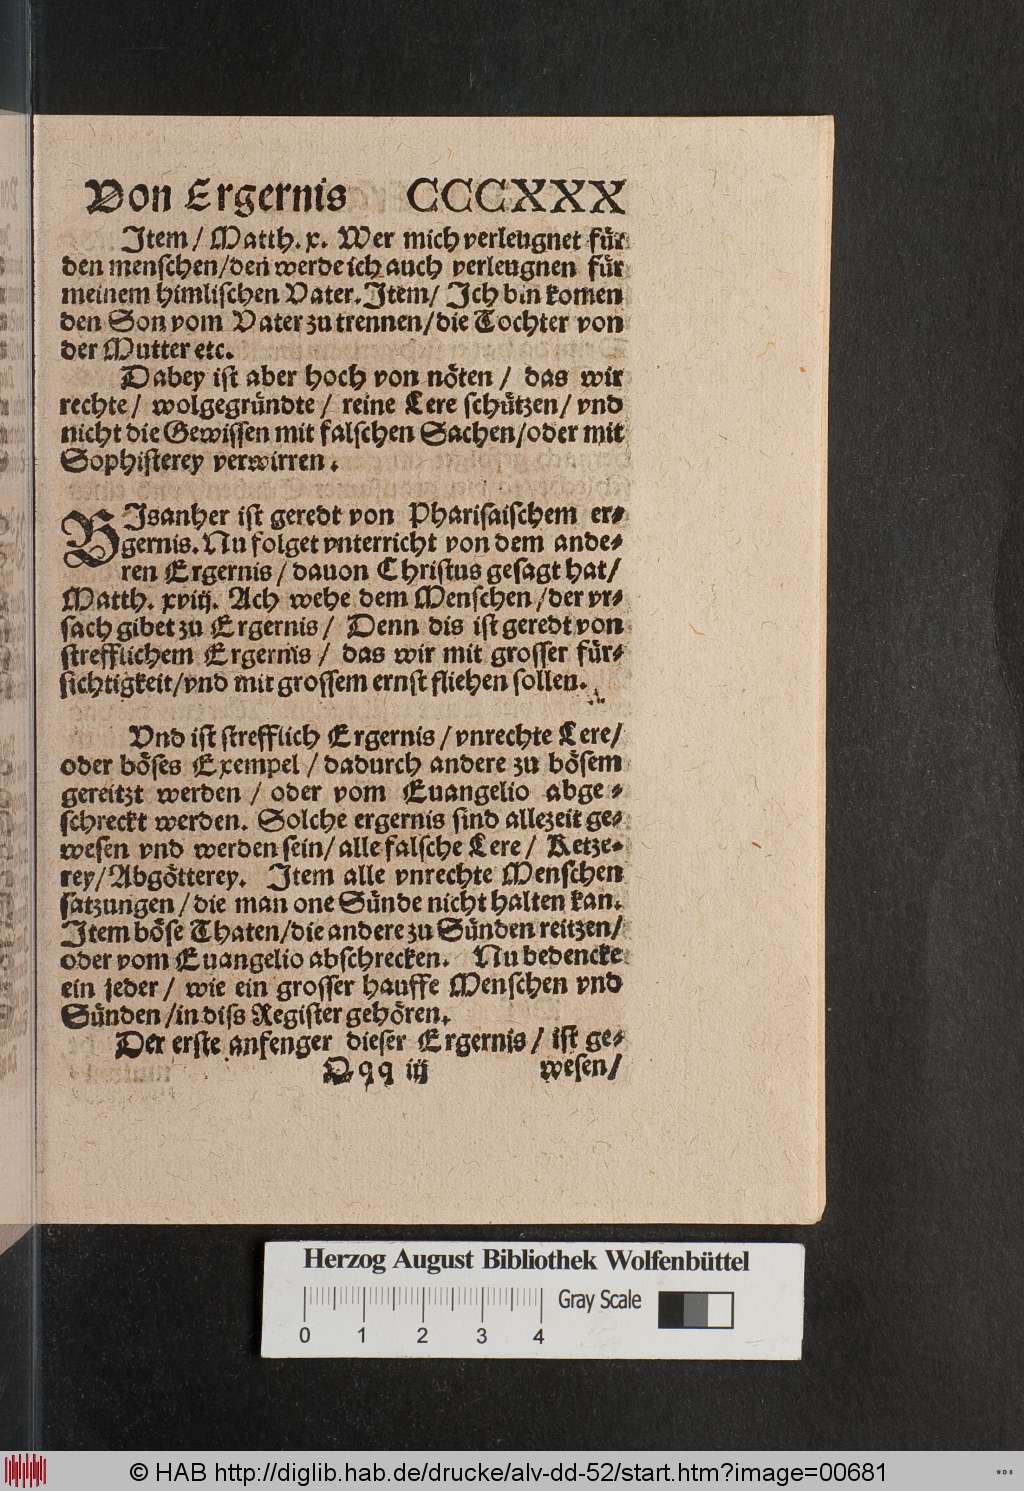 Von Ergernis CCCXXX
Item / Matth. x. Wer mich verleugnet für
den menschen/den werde ich auch verleugnen für
meinem himlischen Vater. Item/ Ich bin komen
den Son vom Vater zu trennen/die Tochter von
der Mutter etc.
Dabey ist aber hoch von nöten / das wir
rechte/ wolgegründte/ reine Lere schützen/ vnd
nicht die Gewissen mit falschen Sachen/oder mit
Sophisterey verwirren.
BIsanher ist geredt von Pharisaischem er-
gernis. Nu folget vnterricht von dem ande-
ren Ergernis / dauon Christus gesagt hat/
Matth. xviij. Ach wehe dem Menschen /der vr-
sach gibet zu Ergernis / Denn dis ist geredt von
strefflichem Ergernis / das wir mit grosser für-
sichtigkeit/vnd mit grossem ernst fliehen sollen.
Vnd ist strefflich Ergernis / vnrechte Lere/
oder böses Exempel / dadurch andere zu bösem
gereitzt werden / oder vom Euangelio abge-
schreckt werden. Solche ergernis sind allezeit ge-
wesen vnd werden sein/ alle falsche Lere/ Ketze-
rey/Abgötterey. Item alle vnrechte Menschen
satzungen / die man one Sünde nicht halten kan.
Item böse Thaten/die andere zu Sünden reitzen/
oder vom Euangelio abschrecken. Nu bedencke
ein jeder / wie ein grosser hauffe Menschen vnd
Sünden /in diss Register gehören.
Der erste anfenger dieser Ergernis / ist ge-
Qqq iij wesen/
Herzog August Bibliothek Wolfenbüttel
0 1 2 3 4 Gray Scale
© HAB http://diglib.hab.de/drucke/alv-dd-52/start.htm?image=00681
WDB